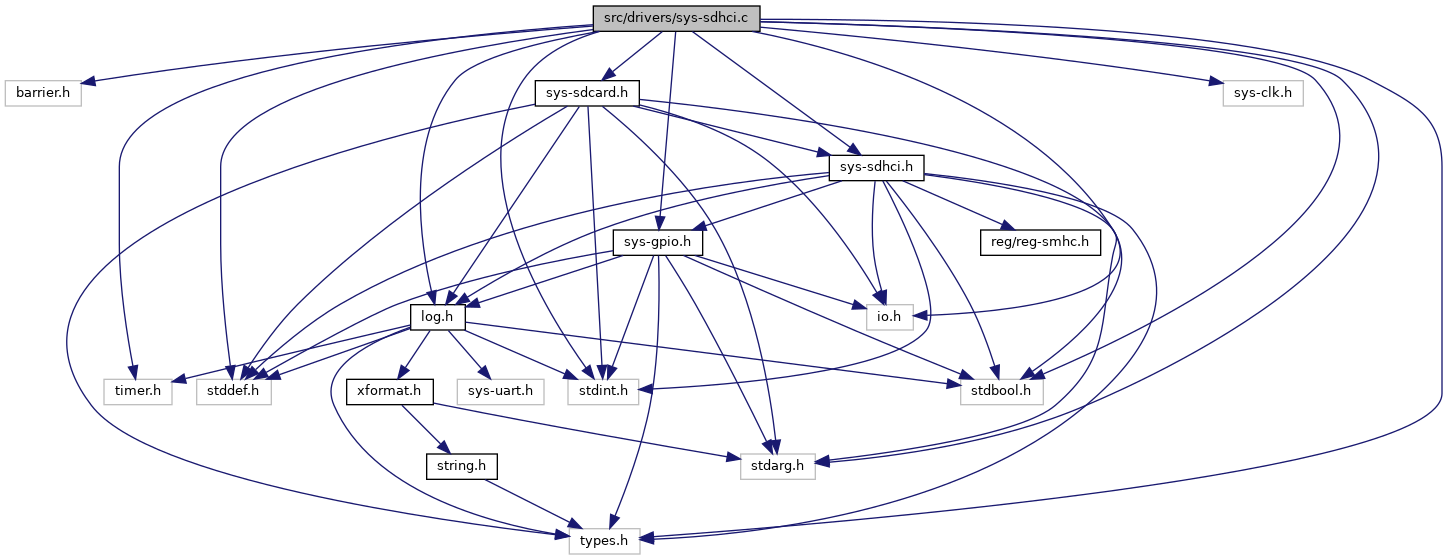 src/drivers/sys-sdhci.c
barrier.h
sys-sdcard.h
sys-clk.h
sys-sdhci.h
sys-gpio.h
reg/reg-smhc.h
log.h
io.h
timer.h
stddef.h
xformat.h
sys-uart.h
stdint.h
stdbool.h
string.h
stdarg.h
types.h